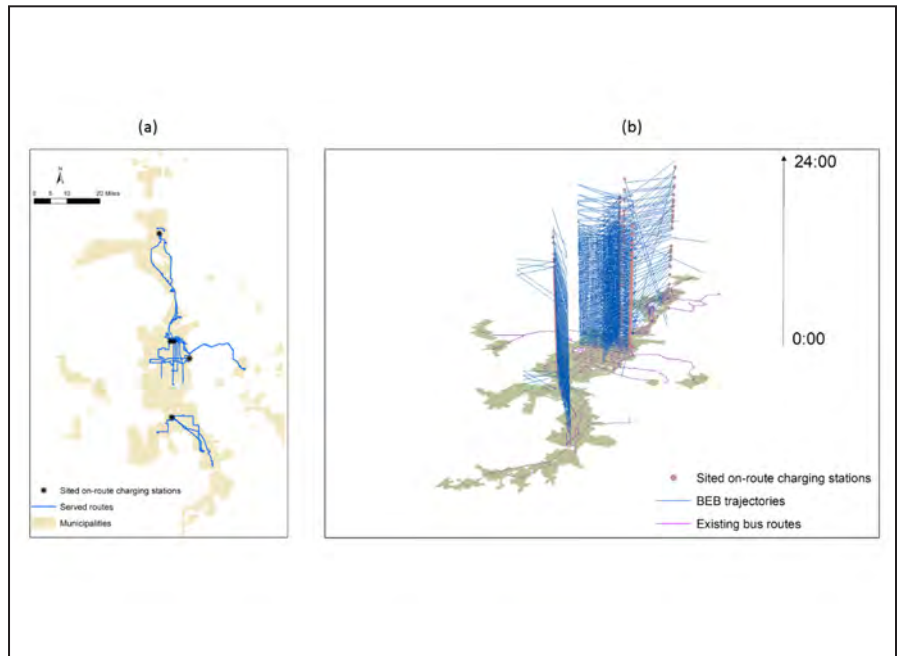 (a)
(b)
N
0 5 10 20 Miles
24:00
0:00
Sited on-route charging stations
Served routes
Municipalities
Sited on-route charging stations
BEB trajectories
Existing bus routes